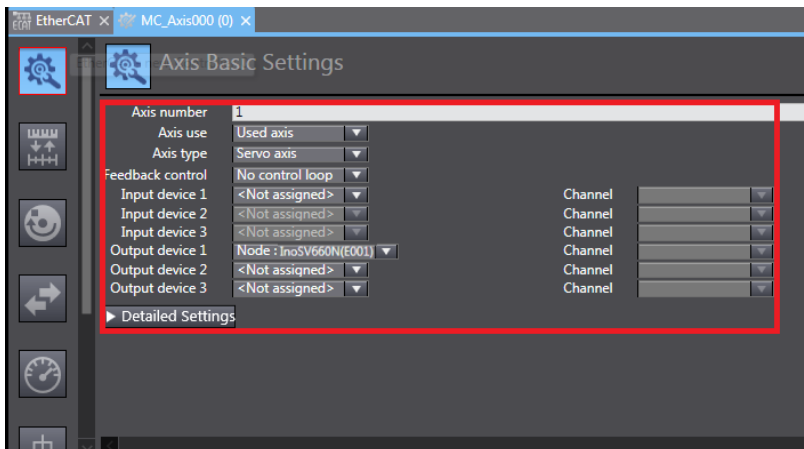 EtherCAT × MC_Axis000 (0) ×
Axis Basic Settings
Axis number 1
Axis use Used axis
Axis type Servo axis
Feedback control No control loop
Input device 1 <Not assigned> Channel
Input device 2 <Not assigned> Channel
Input device 3 <Not assigned> Channel
Output device 1 Node : InoSV660N(E001) Channel
Output device 2 <Not assigned> Channel
Output device 3 <Not assigned> Channel
Detailed Settings